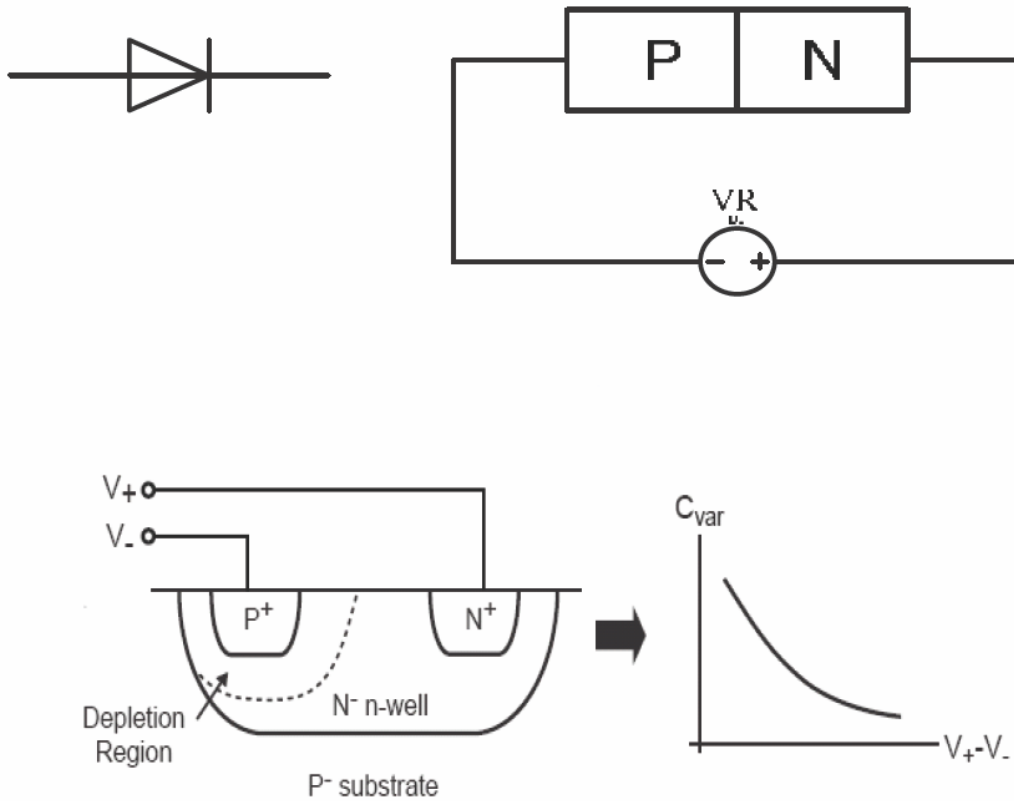 P N
VR
- +
V+
V-
P+
N+
Depletion
Region
N- n-well
P- substrate
Cvar
V+-V-